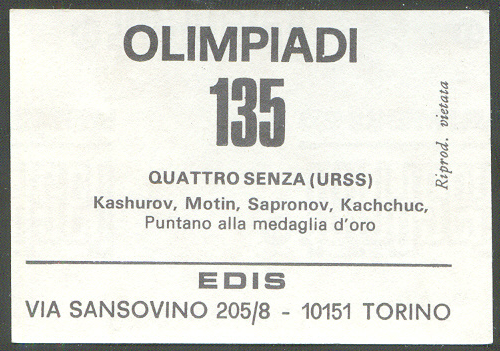 OLIMPIADI
135
QUATTRO SENZA (URSS)
Kashurov, Motin, Sapronov, Kachchuc,
Puntano alla medaglia d'oro
Riprod. vietata
EDIS
VIA SANSOVINO 205/8 - 10151 TORINO